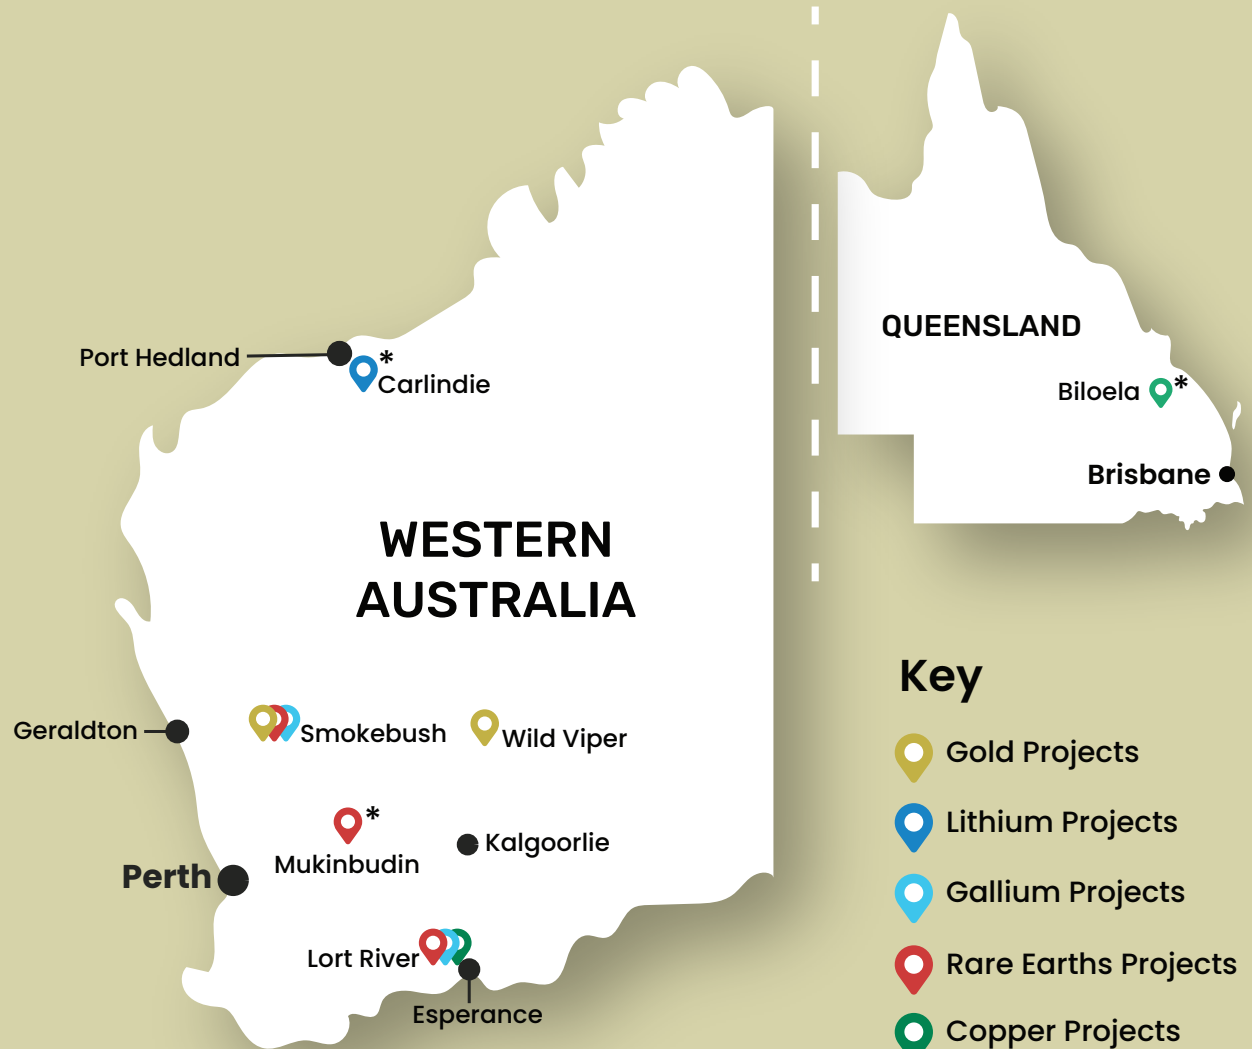 QUEENSLAND
Port Hedland
*
Carlindie
Biloela
*
Brisbane
WESTERN
AUSTRALIA
Geraldton
Smokebush
Wild Viper
*
Mukinbudin
Kalgoorlie
Perth
Lort River
Esperance
Key
Gold Projects
Lithium Projects
Gallium Projects
Rare Earths Projects
Copper Projects